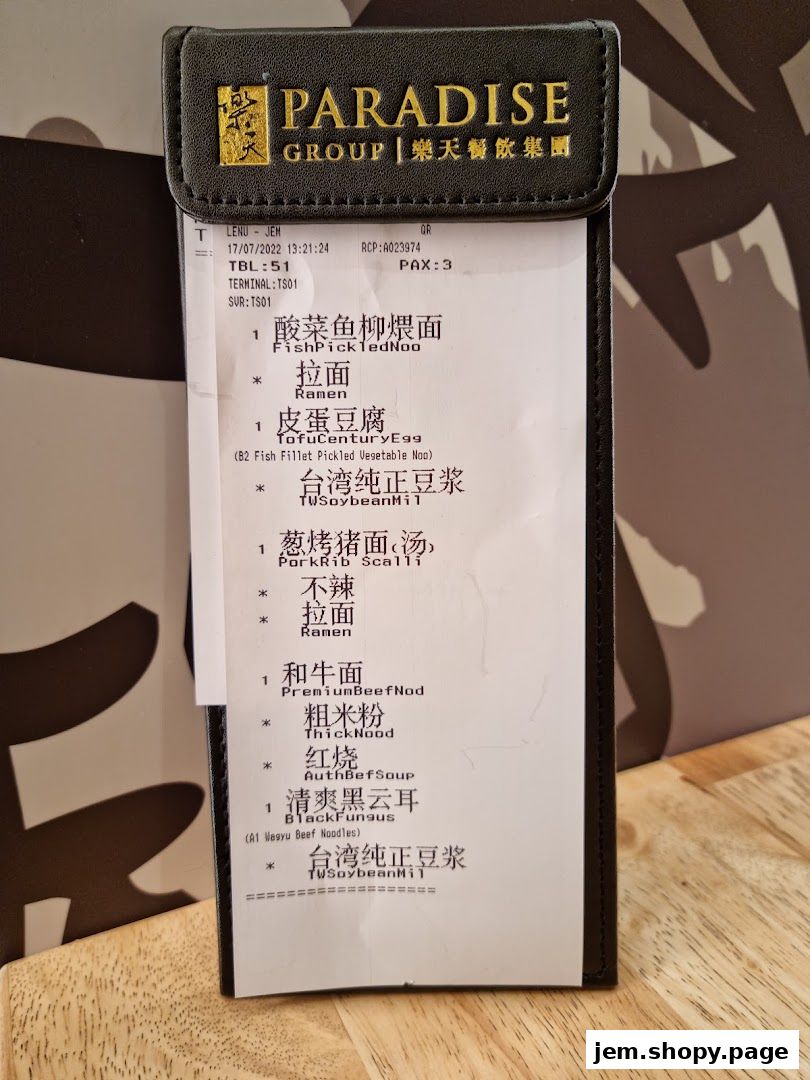 樂天
PARADISE
GROUP | 樂天餐飲集團
T
LENU - JEM QR
17/07/2022 13:21:24 RCP:A023974
TBL:51 PAX:3
TERMINAL:TS01
SVR:TS01
1 酸菜鱼柳煨面
FishPickledNoo
* 拉面
Ramen
1 皮蛋豆腐
TofuCenturyEgg
(B2 Fish Fillet Pickled Vegetable Noo)
* 台湾纯正豆浆
TWSoybeanMil
1 葱烤猪面(汤)
PorkRib Scalli
* 不辣
* 拉面
Ramen
1 和牛面
PremiumBeefNod
* 粗米粉
ThickNood
* 红烧
AuthBefSoup
1 清爽黑云耳
BlackFungus
(A1 Wagyu Beef Noodles)
* 台湾纯正豆浆
TWSoybeanMil
====================
jem.shopy.page